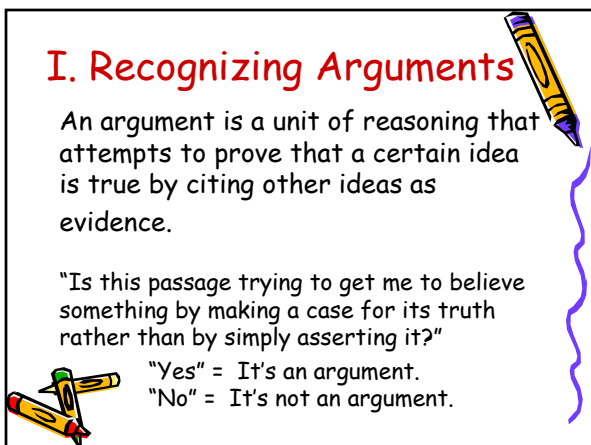 I. Recognizing Arguments
An argument is a unit of reasoning that
attempts to prove that a certain idea
is true by citing other ideas as
evidence.
“Is this passage trying to get me to believe
something by making a case for its truth
rather than by simply asserting it?”
“Yes” = It’s an argument.
“No” = It’s not an argument.